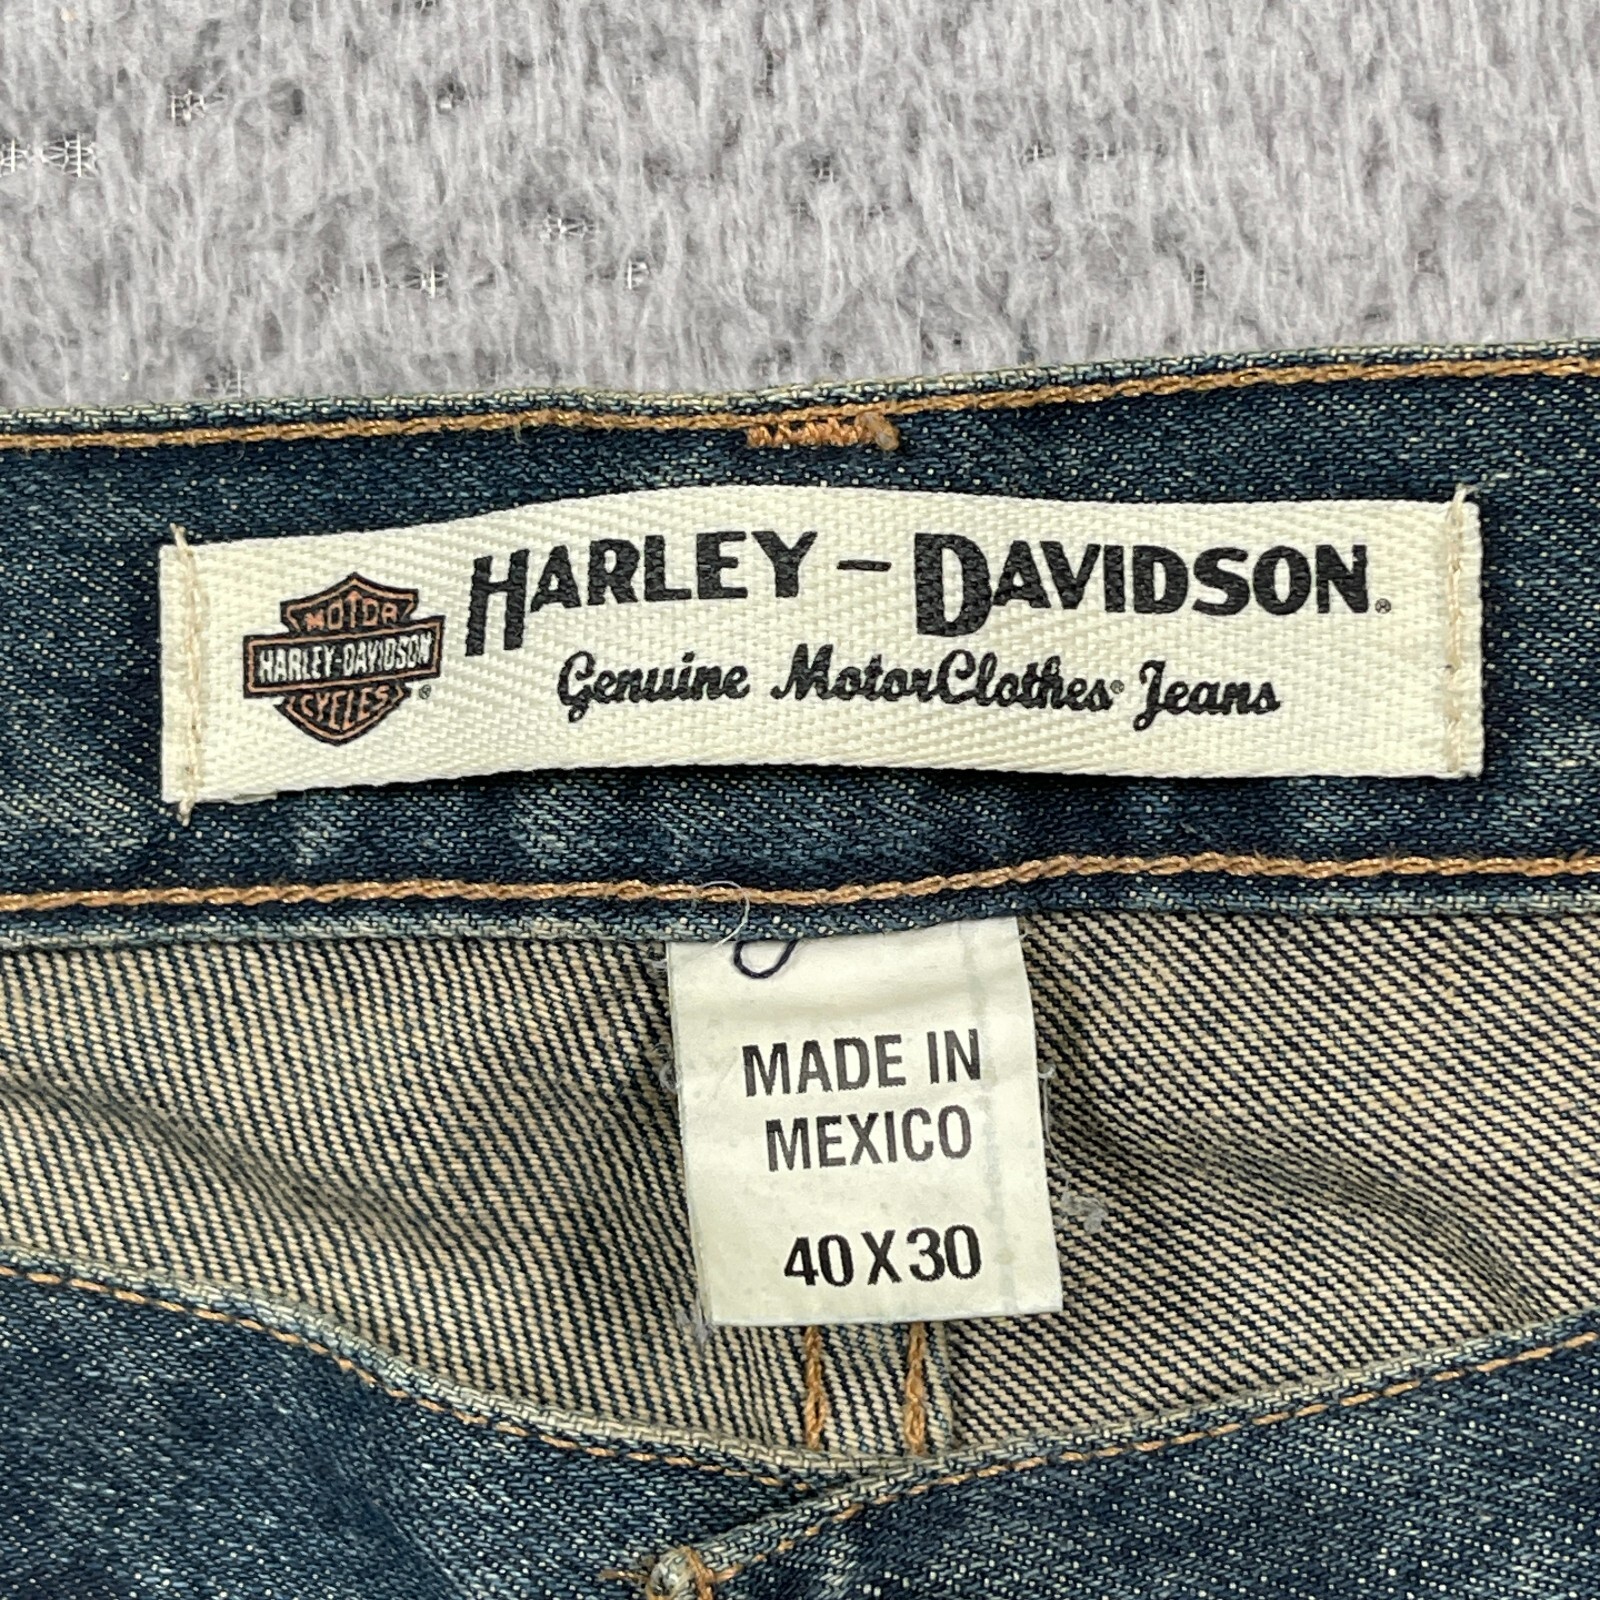 MOTOR
HARLEY-DAVIDSON
CYCLES®
HARLEY-DAVIDSON®
Genuine MotorClothes® Jeans
MADE IN
MEXICO
40X30